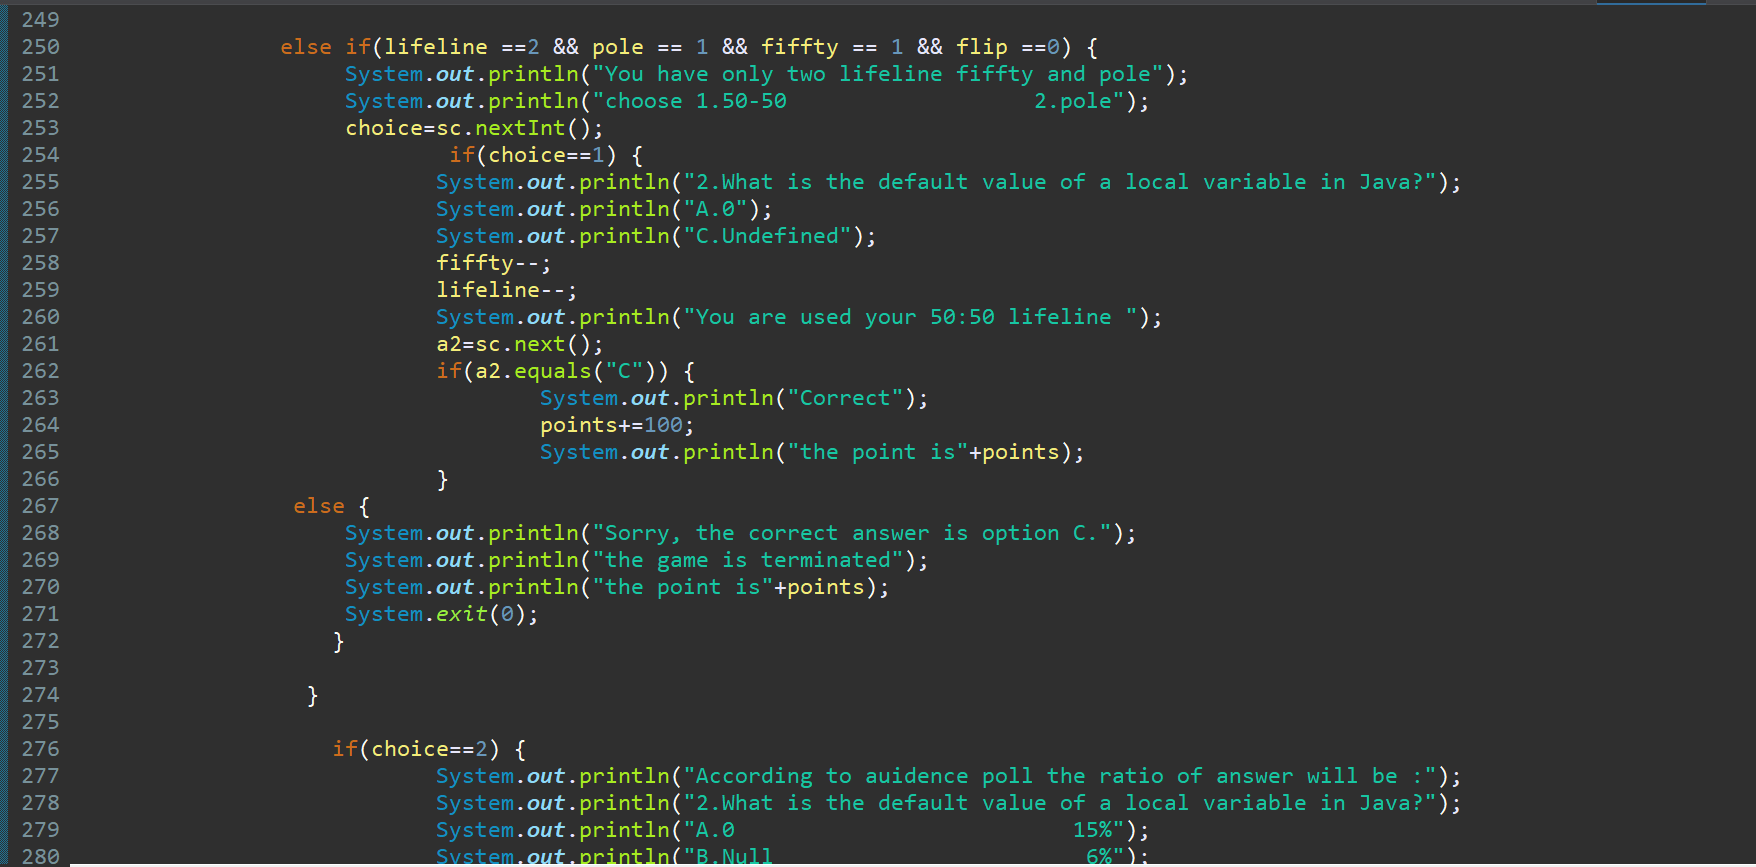 249
250 else if(lifeline ==2 && pole == 1 && fiffty == 1 && flip ==0) {
251 System.out.println("You have only two lifeline fiffty and pole");
252 System.out.println("choose 1.50-50                   2.pole");
253 choice=sc.nextInt();
254 if(choice==1) {
255 System.out.println("2.What is the default value of a local variable in Java?");
256 System.out.println("A.0");
257 System.out.println("C.Undefined");
258 fiffty--;
259 lifeline--;
260 System.out.println("You are used your 50:50 lifeline ");
261 a2=sc.next();
262 if(a2.equals("C")) {
263 System.out.println("Correct");
264 points+=100;
265 System.out.println("the point is"+points);
266 }
267 else {
268 System.out.println("Sorry, the correct answer is option C.");
269 System.out.println("the game is terminated");
270 System.out.println("the point is"+points);
271 System.exit(0);
272 }
273
274 }
275
276 if(choice==2) {
277 System.out.println("According to auidence poll the ratio of answer will be :");
278 System.out.println("2.What is the default value of a local variable in Java?");
279 System.out.println("A.0                          15%");
280 System.out.println("B.Null                        6%");